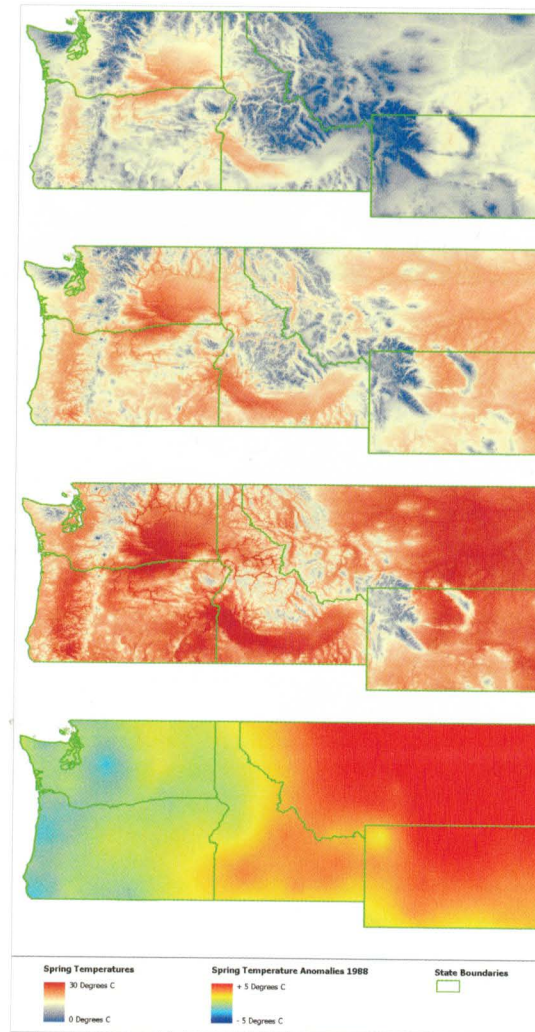 Spring Temperatures
30 Degrees C
0 Degrees C
Spring Temperature Anomalies 1988
+ 5 Degrees C
- 5 Degrees C
State Boundaries